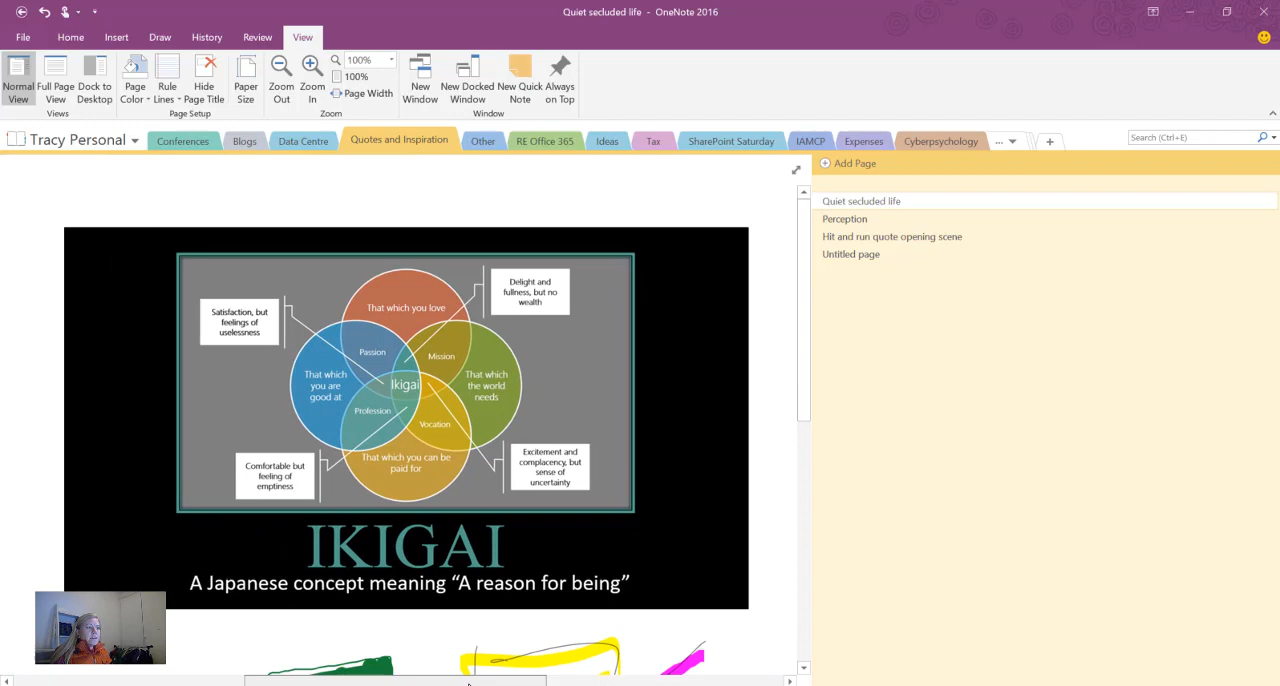 Quiet secluded life - OneNote 2016
File Home Insert Draw History Review View
Normal View
Full Page View
Dock to Desktop
Page Color
Rule Lines
Hide Page Title
Paper Size
Zoom Out
Zoom In
100%
100%
Page Width
New Window
New Docked Window
New Quick Note
Always on Top
Views Page Setup Zoom Window
Tracy Personal Conferences Blogs Data Centre Quotes and Inspiration Other RE Office 365 Ideas Tax SharePoint Saturday IAMCP Expenses Cyberpsychology ... Search (Ctrl+E)
Add Page
Quiet secluded life
Perception
Hit and run quote opening scene
Untitled page
Delight and
fullness, but no
wealth
Satisfaction, but
feelings of
uselessness
That which you love
Passion
Mission
That which
you are
good at
Ikigai
That which
the world
needs
Profession
Vocation
That which you can be
paid for
Comfortable but
feeling of
emptiness
Excitement and
complacency, but
sense of
uncertainty
IKIGAI
A Japanese concept meaning “A reason for being”